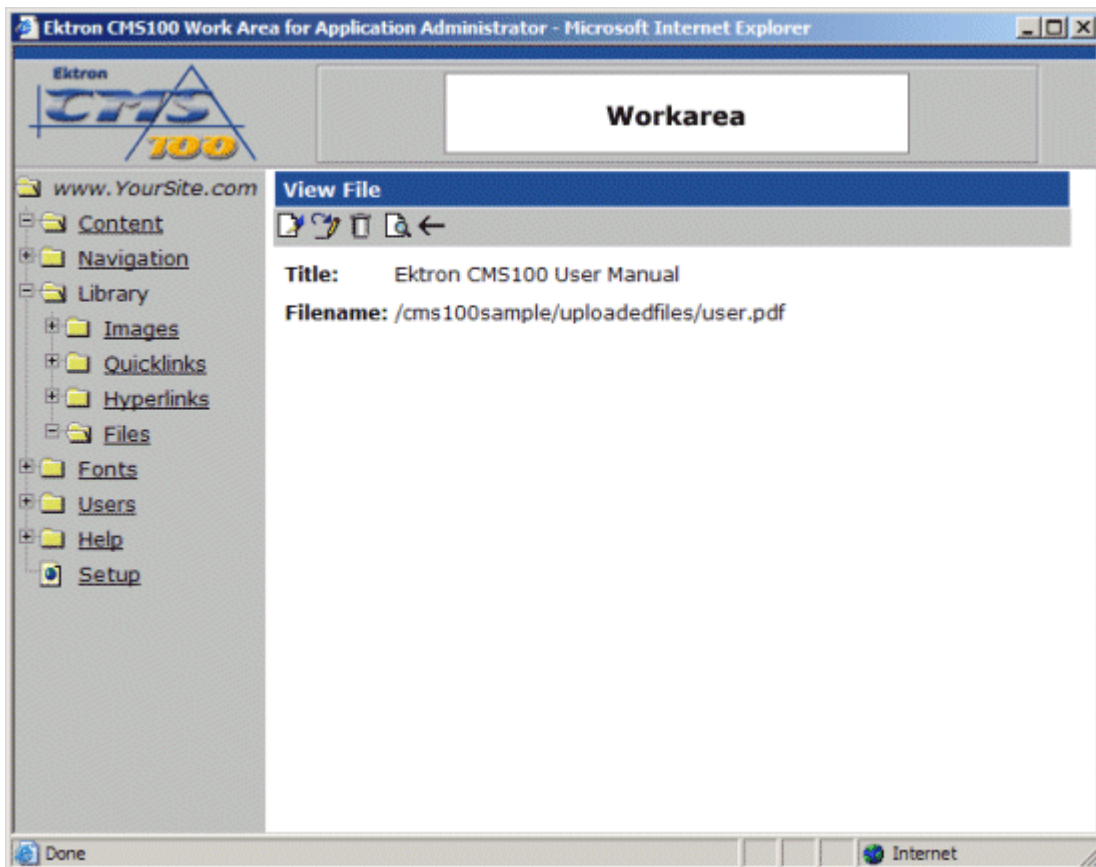 Ektron CMS100 Work Area for Application Administrator - Microsoft Internet Explorer
Ektron
CMS
100
Workarea
www.YourSite.com
Content
Navigation
Library
Images
Quicklinks
Hyperlinks
Files
Fonts
Users
Help
Setup
View File
Title: Ektron CMS100 User Manual
Filename: /cms100sample/uploadedfiles/user.pdf
Done
Internet